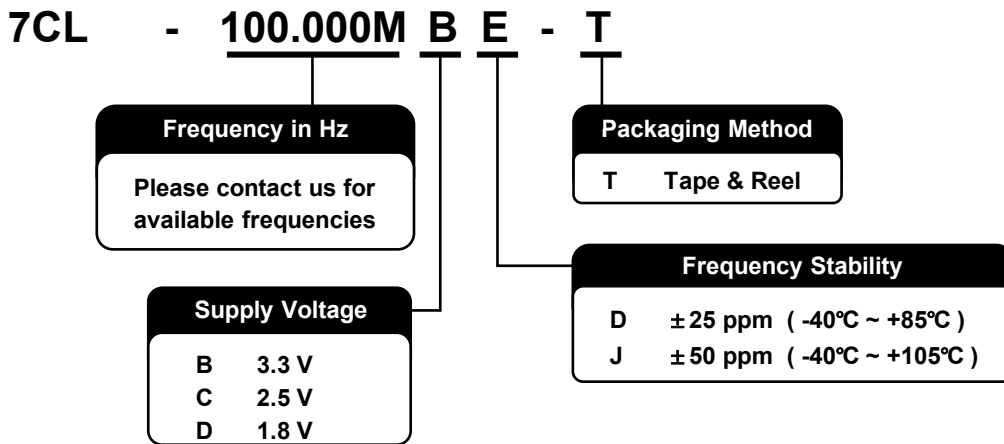 7CL - 100.000M B E - T
Frequency in Hz
Please contact us for
available frequencies
Packaging Method
T Tape & Reel
Frequency Stability
D ±25 ppm ( -40℃ ~ +85℃ )
J ±50 ppm ( -40℃ ~ +105℃ )
Supply Voltage
B 3.3 V
C 2.5 V
D 1.8 V